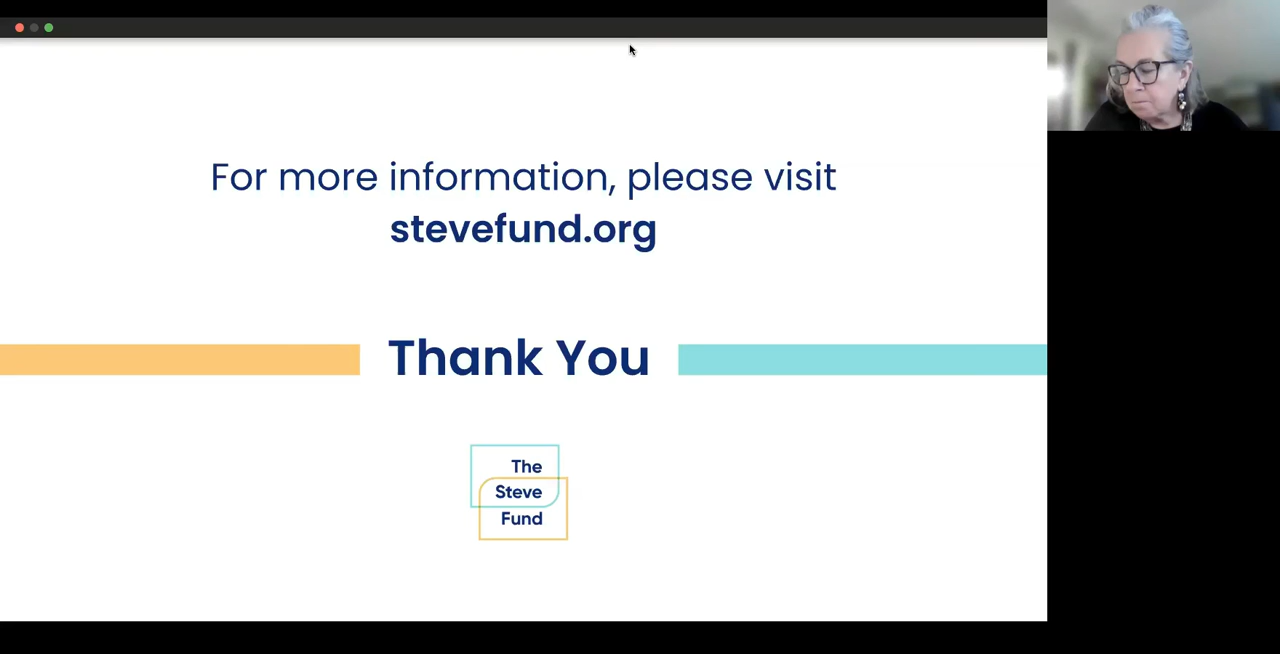 For more information, please visit
stevefund.org
Thank You
The
Steve
Fund